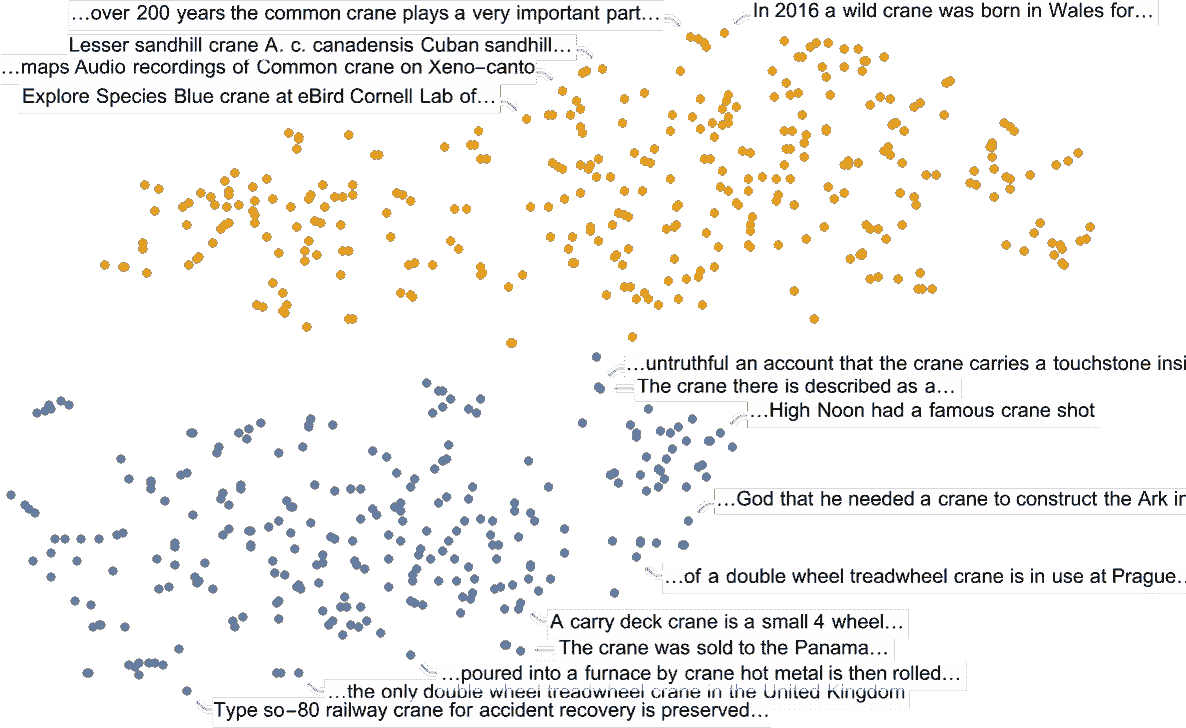 …over 200 years the common crane plays a very important part…
In 2016 a wild crane was born in Wales for…
Lesser sandhill crane A. c. canadensis Cuban sandhill…
…maps Audio recordings of Common crane on Xeno–canto
Explore Species Blue crane at eBird Cornell Lab of…
…untruthful an account that the crane carries a touchstone insi
The crane there is described as a…
…High Noon had a famous crane shot
…God that he needed a crane to construct the Ark in
…of a double wheel treadwheel crane is in use at Prague…
A carry deck crane is a small 4 wheel…
The crane was sold to the Panama…
…poured into a furnace by crane hot metal is then rolled…
…the only double wheel treadwheel crane in the United Kingdom
Type so–80 railway crane for accident recovery is preserved…